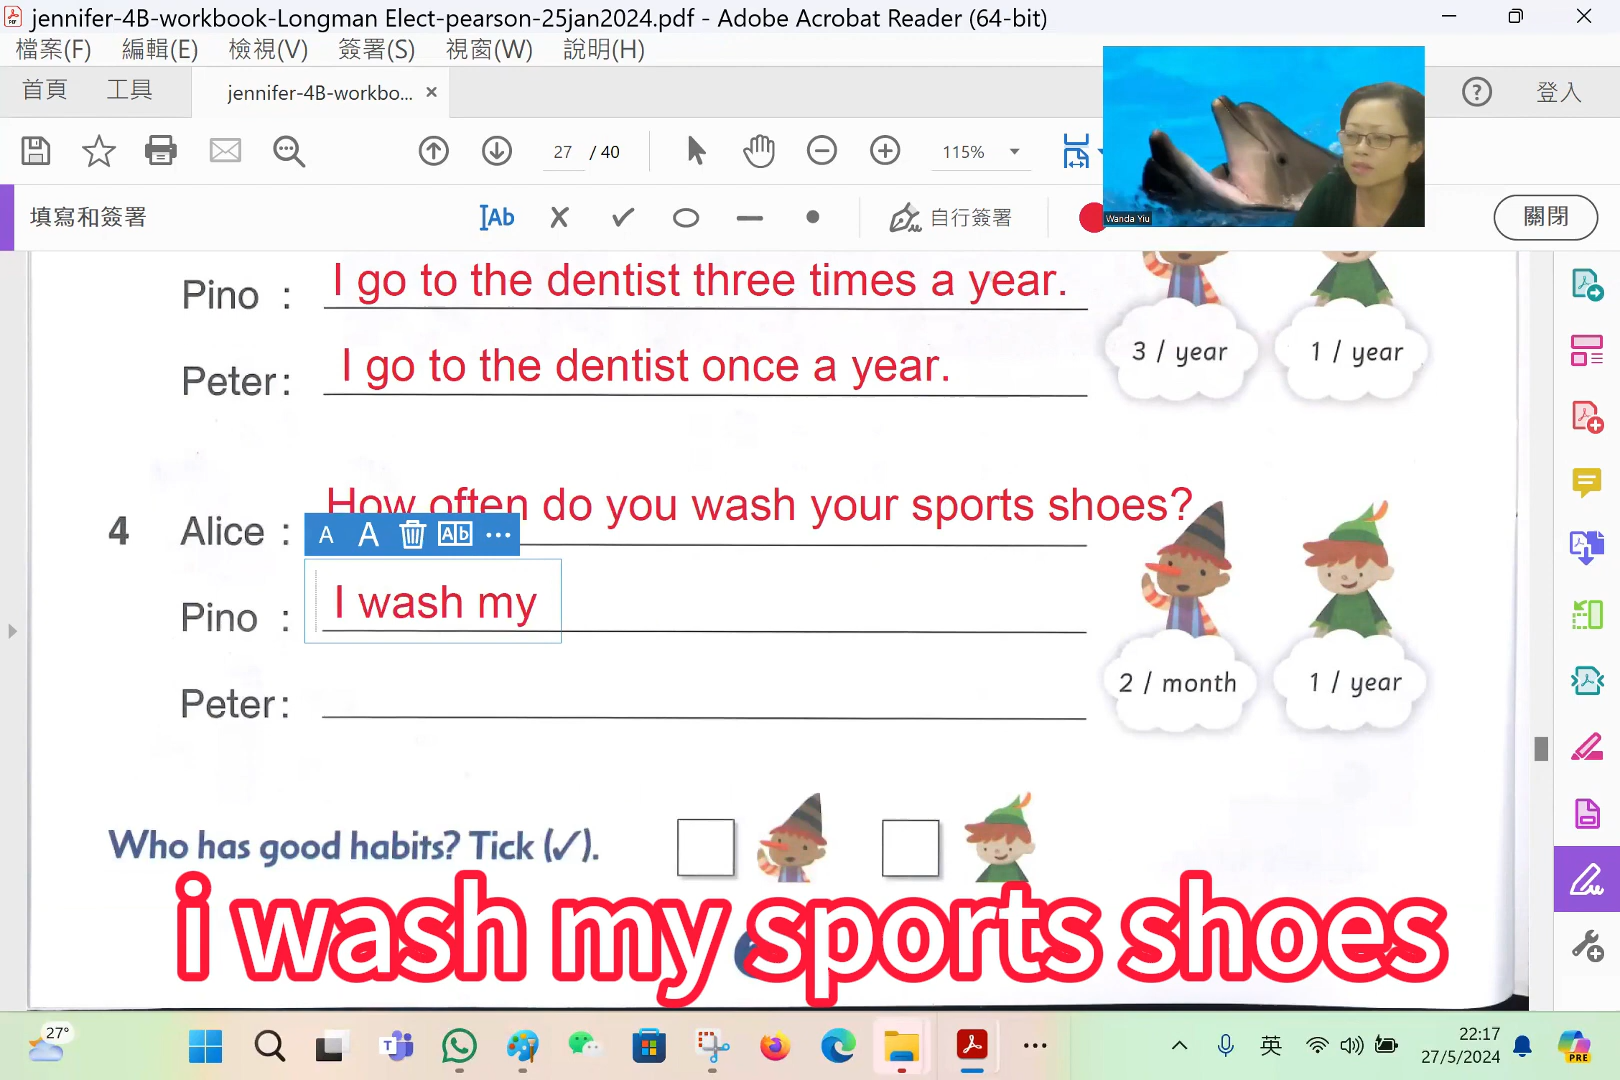 jennifer-4B-workbook-Longman Elect-pearson-25jan2024.pdf - Adobe Acrobat Reader (64-bit)
檔案(F) 編輯(E) 檢視(V) 簽署(S) 視窗(W) 說明(H)
首頁 工具 jennifer-4B-workbo... × 登入
27 / 40 115%
填寫和簽署 Ab 自行簽署 關閉
Wanda Yiu
Pino : I go to the dentist three times a year.
3 / year 1 / year
Peter: I go to the dentist once a year.
4 Alice : How often do you wash your sports shoes?
A A Ab ...
Pino : I wash my
2 / month 1 / year
Peter:
Who has good habits? Tick (✓).
i wash my sports shoes
27° 英 22:17
27/5/2024
PRE